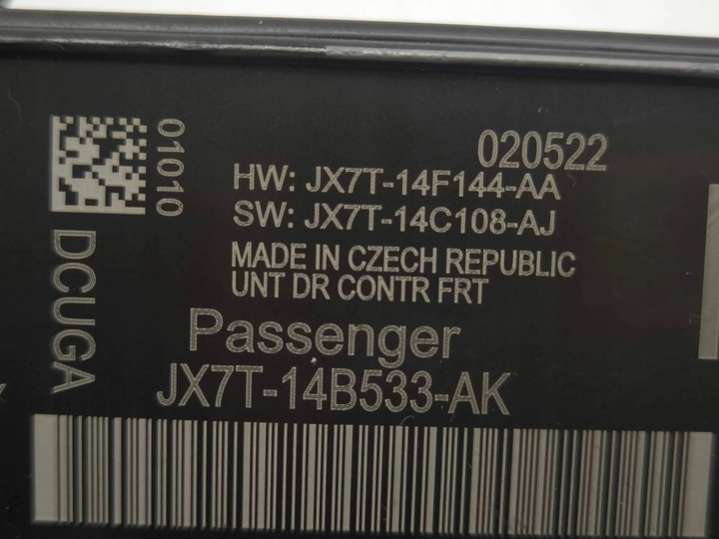 020522
01010
HW: JX7T-14F144-AA
SW: JX7T-14C108-AJ
MADE IN CZECH REPUBLIC
UNT DR CONTR FRT
DCUGA
Passenger
JX7T-14B533-AK